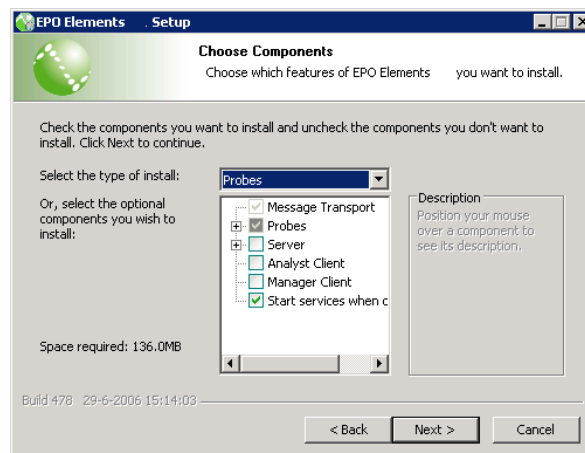 EPO Elements . Setup
Choose Components
Choose which features of EPO Elements you want to install.
Check the components you want to install and uncheck the components you don't want to
install. Click Next to continue.
Select the type of install:
Probes
Or, select the optional
components you wish to
install:
Message Transport
Probes
Server
Analyst Client
Manager Client
Start services when c
Description
Position your mouse
over a component to
see its description.
Space required: 136.0MB
Build 478 29-6-2006 15:14:03
< Back
Next >
Cancel